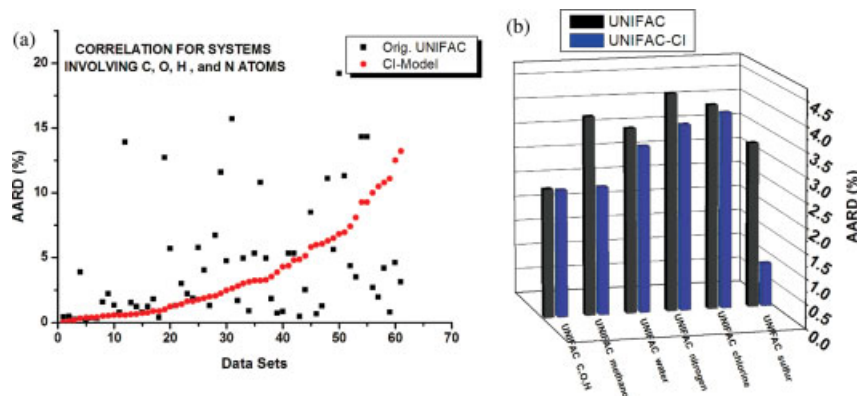 (a)
CORRELATION FOR SYSTEMS
INVOLVING C, O, H , and N ATOMS
Orig. UNIFAC
CI-Model
AARD (%)
20
15
10
5
0
0 10 20 30 40 50 60 70
Data Sets
(b)
UNIFAC
UNIFAC-CI
4.5
4.0
3.5
3.0
2.5
2.0
1.5
1.0
0.5
0.0
AARD (%)
UNIFAC C,O,H
UNIFAC methano
UNIFAC water
UNIFAC nitrogen
UNIFAC chlorine
UNIFAC sulfur